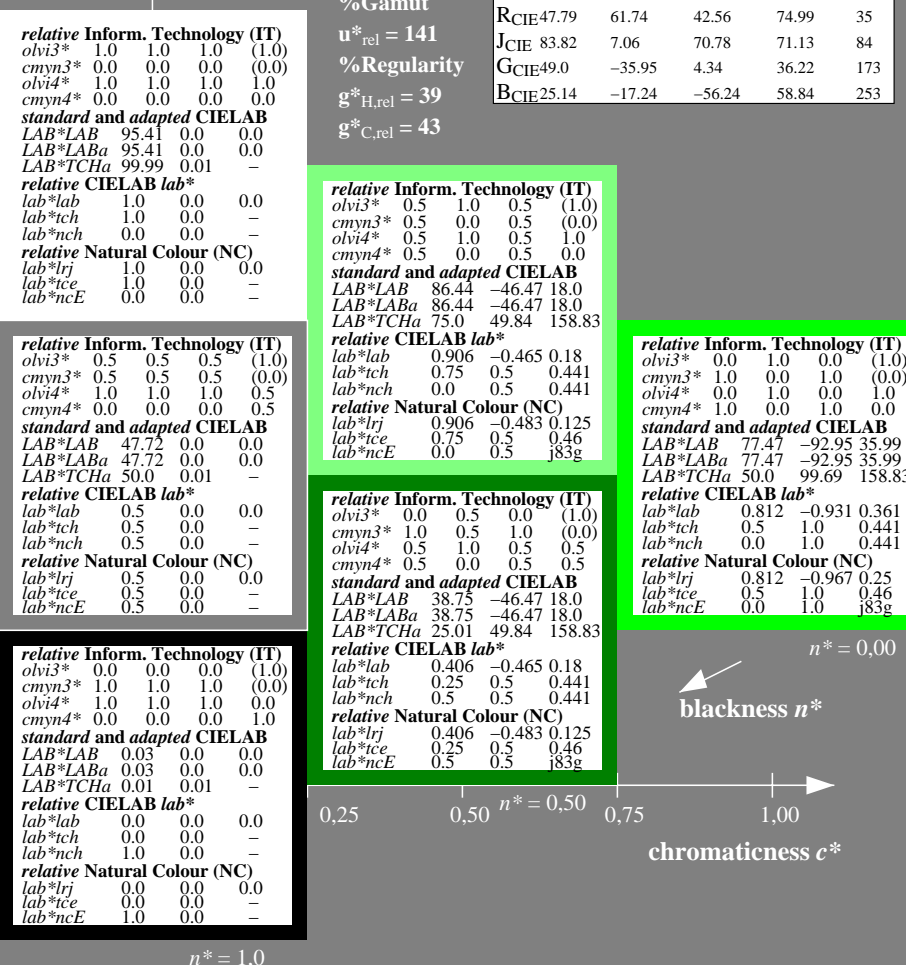 %Gamut
u*rel = 141
%Regularity
g*H,rel = 39
g*C,rel = 43
RCIE 47.79 61.74 42.56 74.99 35
JCIE 83.82 7.06 70.78 71.13 84
GCIE 49.0 −35.95 4.34 36.22 173
BCIE 25.14 −17.24 −56.24 58.84 253
relative Inform. Technology (IT)
olvi3* 1.0 1.0 1.0 (1.0)
cmyn3* 0.0 0.0 0.0 (0.0)
olvi4* 1.0 1.0 1.0 1.0
cmyn4* 0.0 0.0 0.0 0.0
standard and adapted CIELAB
LAB*LAB 95.41 0.0 0.0
LAB*LABa 95.41 0.0 0.0
LAB*TCHa 99.99 0.01 –
relative CIELAB lab*
lab*lab 1.0 0.0 0.0
lab*tch 1.0 0.0 –
lab*nch 0.0 0.0 –
relative Natural Colour (NC)
lab*lrj 1.0 0.0 0.0
lab*tce 1.0 0.0 –
lab*ncE 0.0 0.0 –
relative Inform. Technology (IT)
olvi3* 0.5 1.0 0.5 (1.0)
cmyn3* 0.5 0.0 0.5 (0.0)
olvi4* 0.5 1.0 0.5 1.0
cmyn4* 0.5 0.0 0.5 0.0
standard and adapted CIELAB
LAB*LAB 86.44 −46.47 18.0
LAB*LABa 86.44 −46.47 18.0
LAB*TCHa 75.0 49.84 158.83
relative CIELAB lab*
lab*lab 0.906 −0.465 0.18
lab*tch 0.75 0.5 0.441
lab*nch 0.0 0.5 0.441
relative Natural Colour (NC)
lab*lrj 0.906 −0.483 0.125
lab*tce 0.75 0.5 0.46
lab*ncE 0.0 0.5 j83g
relative Inform. Technology (IT)
olvi3* 0.5 0.5 0.5 (1.0)
cmyn3* 0.5 0.5 0.5 (0.0)
olvi4* 1.0 1.0 1.0 0.5
cmyn4* 0.0 0.0 0.0 0.5
standard and adapted CIELAB
LAB*LAB 47.72 0.0 0.0
LAB*LABa 47.72 0.0 0.0
LAB*TCHa 50.0 0.01 –
relative CIELAB lab*
lab*lab 0.5 0.0 0.0
lab*tch 0.5 0.0 –
lab*nch 0.5 0.0 –
relative Natural Colour (NC)
lab*lrj 0.5 0.0 0.0
lab*tce 0.5 0.0 –
lab*ncE 0.5 0.0 –
relative Inform. Technology (IT)
olvi3* 0.0 1.0 0.0 (1.0)
cmyn3* 1.0 0.0 1.0 (0.0)
olvi4* 0.0 1.0 0.0 1.0
cmyn4* 1.0 0.0 1.0 0.0
standard and adapted CIELAB
LAB*LAB 77.47 −92.95 35.99
LAB*LABa 77.47 −92.95 35.99
LAB*TCHa 50.0 99.69 158.83
relative CIELAB lab*
lab*lab 0.812 −0.931 0.361
lab*tch 0.5 1.0 0.441
lab*nch 0.0 1.0 0.441
relative Natural Colour (NC)
lab*lrj 0.812 −0.967 0.25
lab*tce 0.5 1.0 0.46
lab*ncE 0.0 1.0 j83g
relative Inform. Technology (IT)
olvi3* 0.0 0.5 0.0 (1.0)
cmyn3* 1.0 0.5 1.0 (0.0)
olvi4* 0.5 1.0 0.5 0.5
cmyn4* 0.5 0.0 0.5 0.5
standard and adapted CIELAB
LAB*LAB 38.75 −46.47 18.0
LAB*LABa 38.75 −46.47 18.0
LAB*TCHa 25.01 49.84 158.83
relative CIELAB lab*
lab*lab 0.406 −0.465 0.18
lab*tch 0.25 0.5 0.441
lab*nch 0.5 0.5 0.441
relative Natural Colour (NC)
lab*lrj 0.406 −0.483 0.125
lab*tce 0.25 0.5 0.46
lab*ncE 0.5 0.5 j83g
relative Inform. Technology (IT)
olvi3* 0.0 0.0 0.0 (1.0)
cmyn3* 1.0 1.0 1.0 (0.0)
olvi4* 1.0 1.0 1.0 0.0
cmyn4* 0.0 0.0 0.0 1.0
standard and adapted CIELAB
LAB*LAB 0.03 0.0 0.0
LAB*LABa 0.03 0.0 0.0
LAB*TCHa 0.01 0.01 –
relative CIELAB lab*
lab*lab 0.0 0.0 0.0
lab*tch 0.0 0.0 –
lab*nch 1.0 0.0 –
relative Natural Colour (NC)
lab*lrj 0.0 0.0 0.0
lab*tce 0.0 0.0 –
lab*ncE 1.0 0.0 –
n* = 0,00
blackness n*
0,25 0,50 n* = 0,50 0,75 1,00
chromaticness c*
n* = 1,0